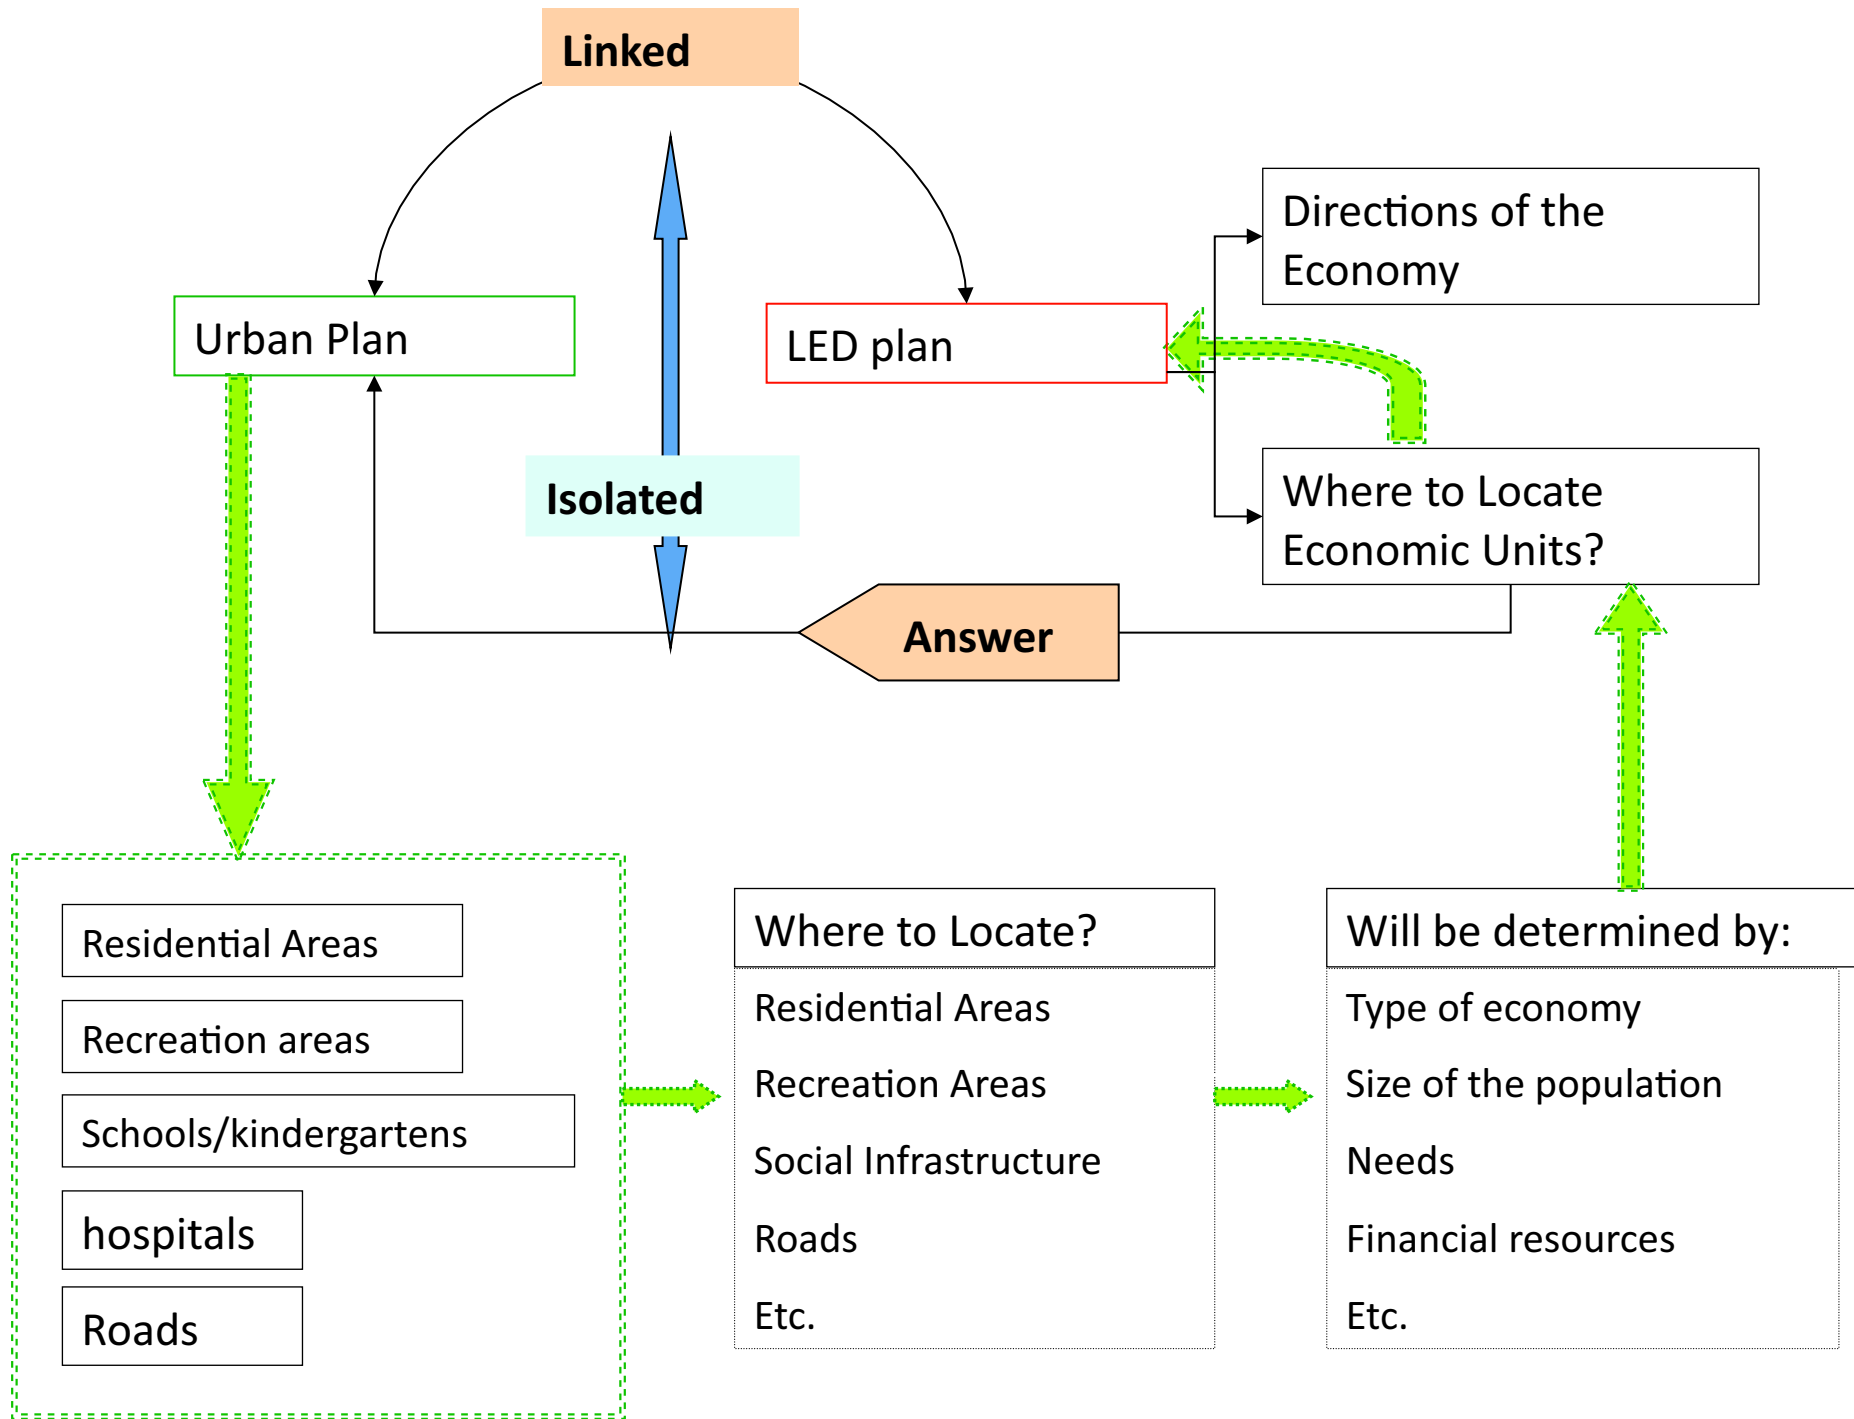 Linked
Directions of the
Economy
Urban Plan
LED plan
Isolated
Where to Locate
Economic Units?
Answer
Residential Areas
Recreation areas
Schools/kindergartens
hospitals
Roads
Where to Locate?
Residential Areas
Recreation Areas
Social Infrastructure
Roads
Etc.
Will be determined by:
Type of economy
Size of the population
Needs
Financial resources
Etc.